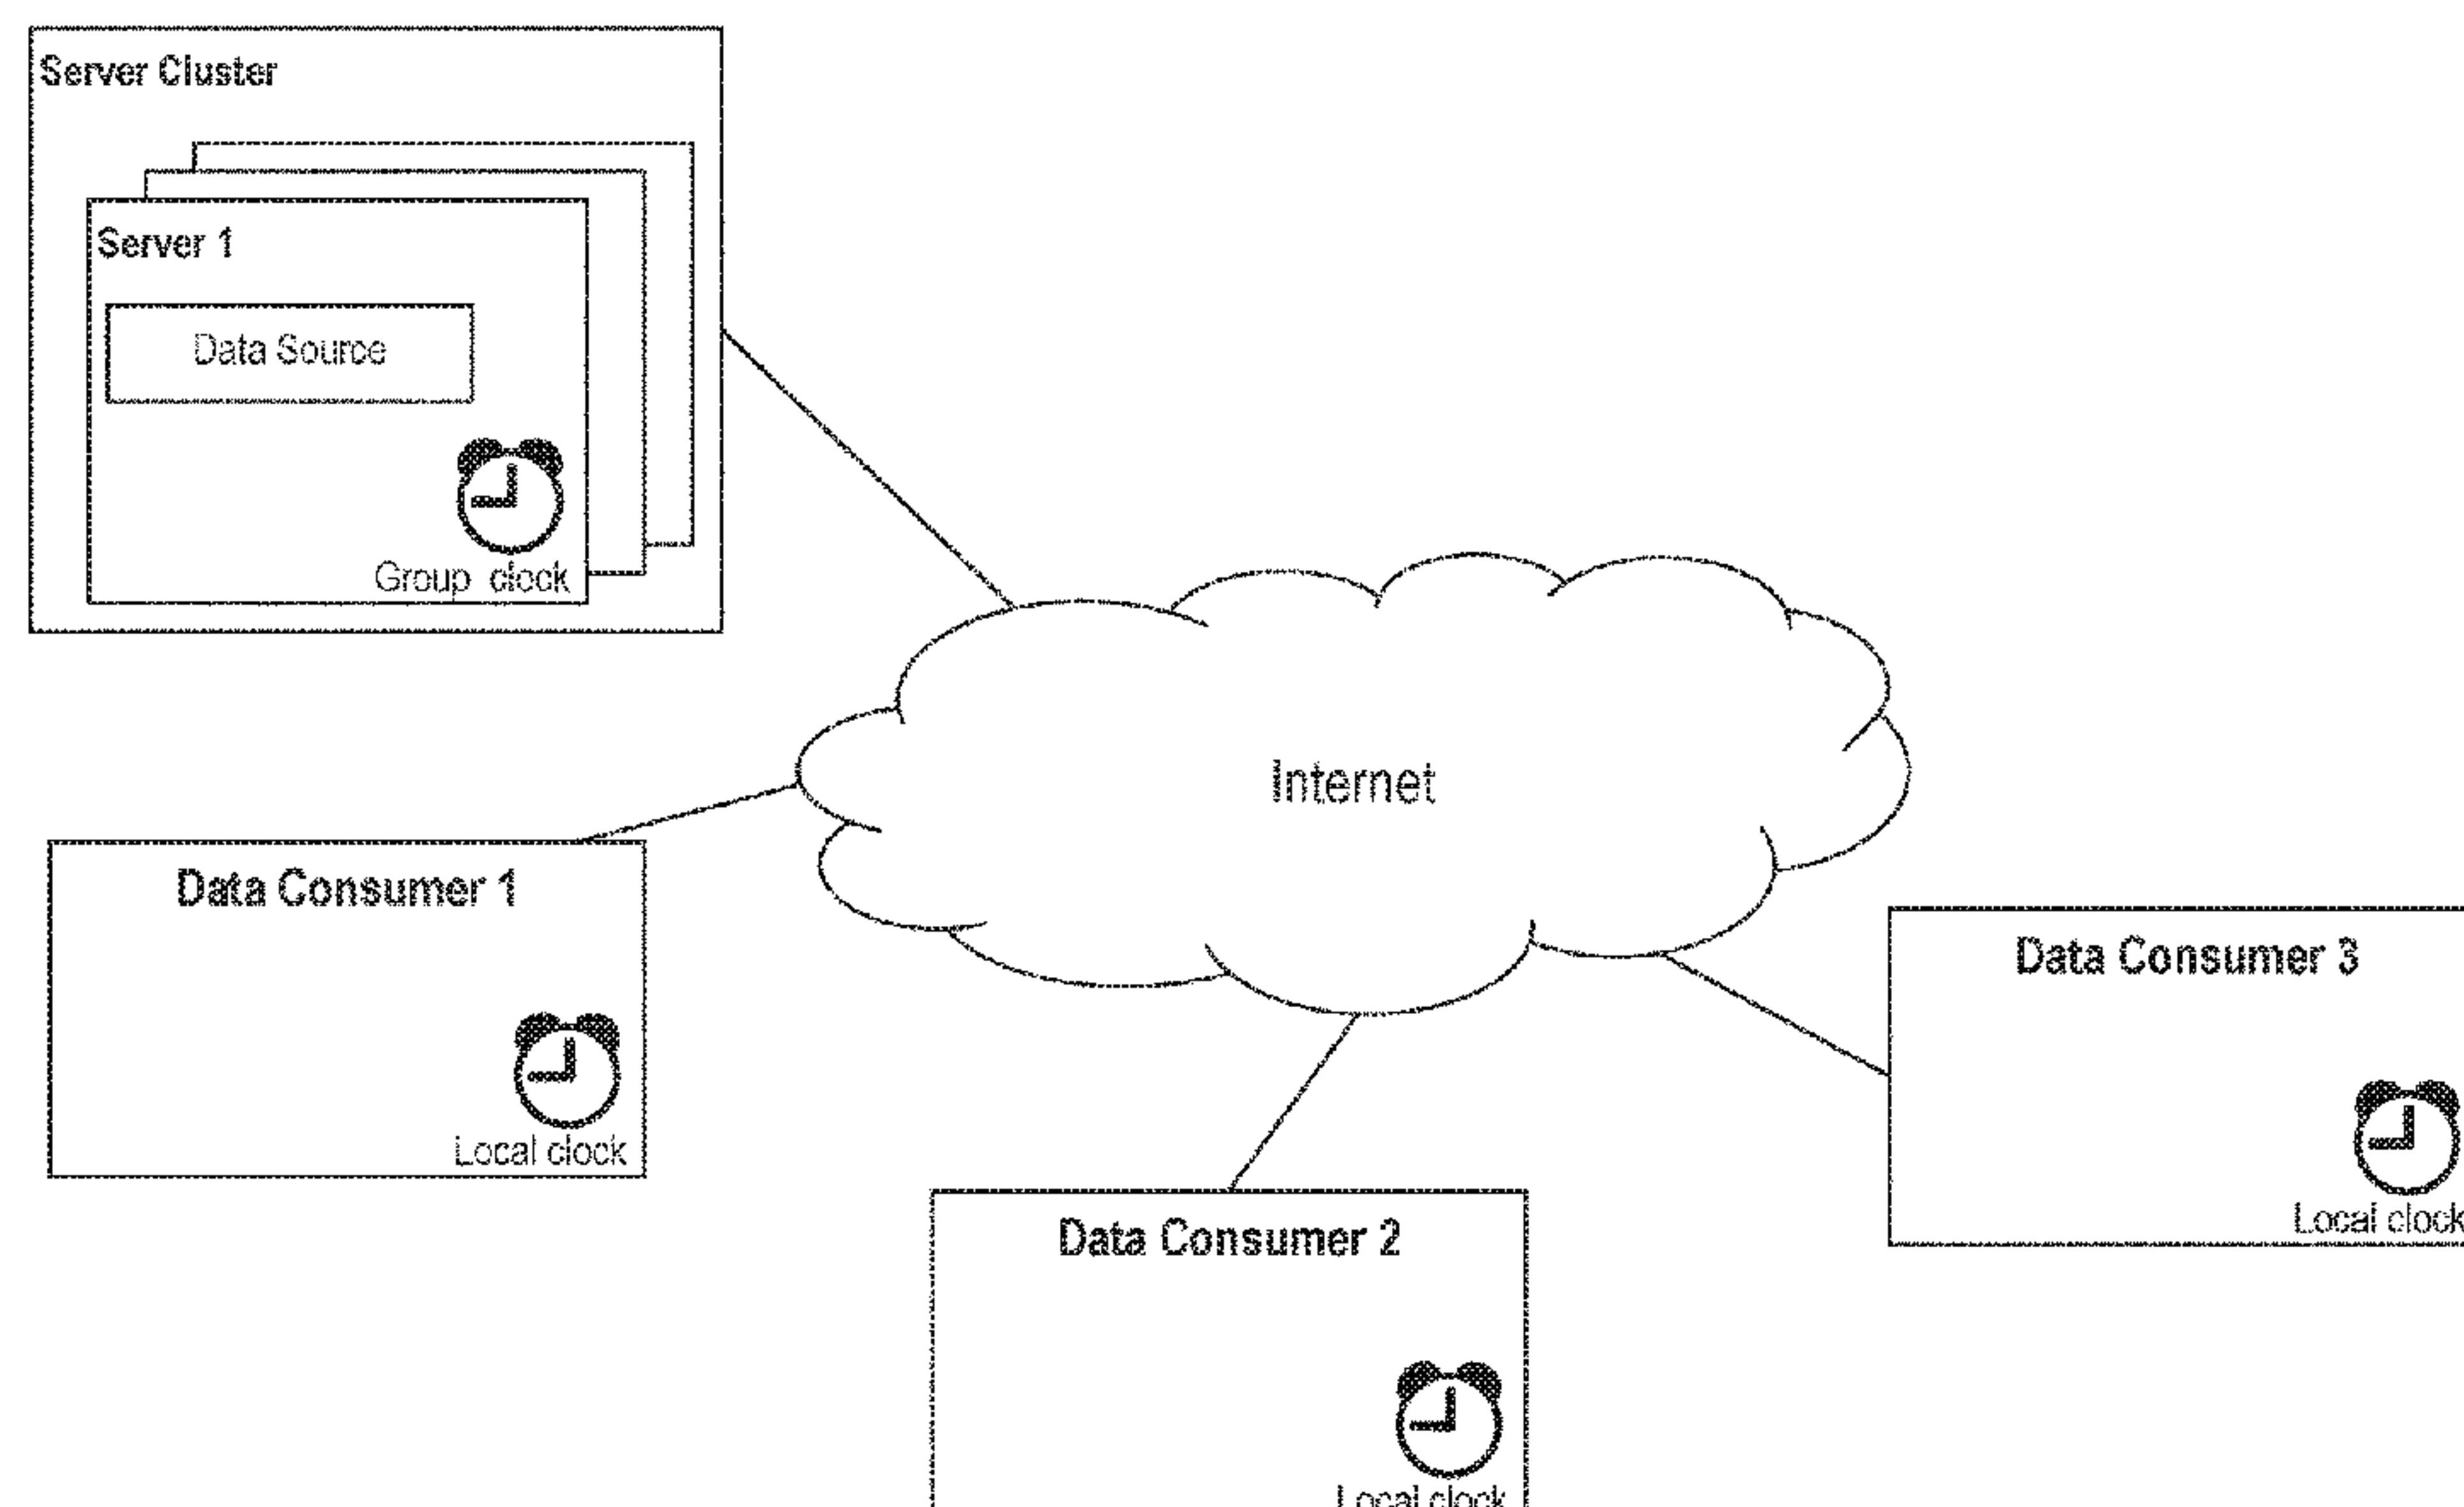 Server Cluster
Server 1
Data Source
Group clock
Internet
Data Consumer 1
Local clock
Data Consumer 3
Local clock
Data Consumer 2
Local clock